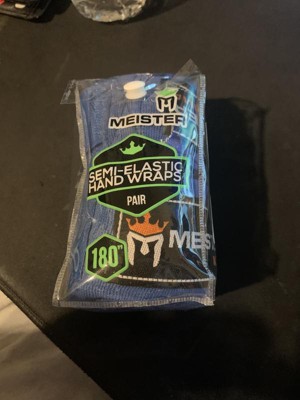 M
MEISTER
SEMI-ELASTIC
HAND WRAPS
PAIR
M MEIS
180"